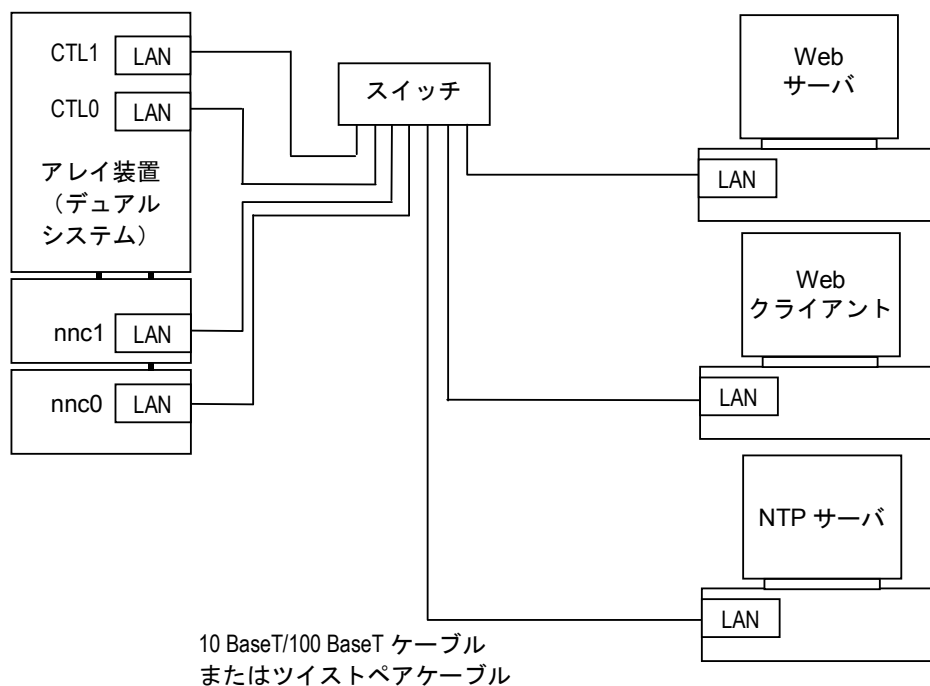 CTL1 LAN
CTL0 LAN
アレイ装置
（デュアル
システム）
nnc1 LAN
nnc0 LAN
スイッチ
Web
サーバ
LAN
Web
クライアント
LAN
NTP サーバ
LAN
10 BaseT/100 BaseT ケーブル
またはツイストペアケーブル